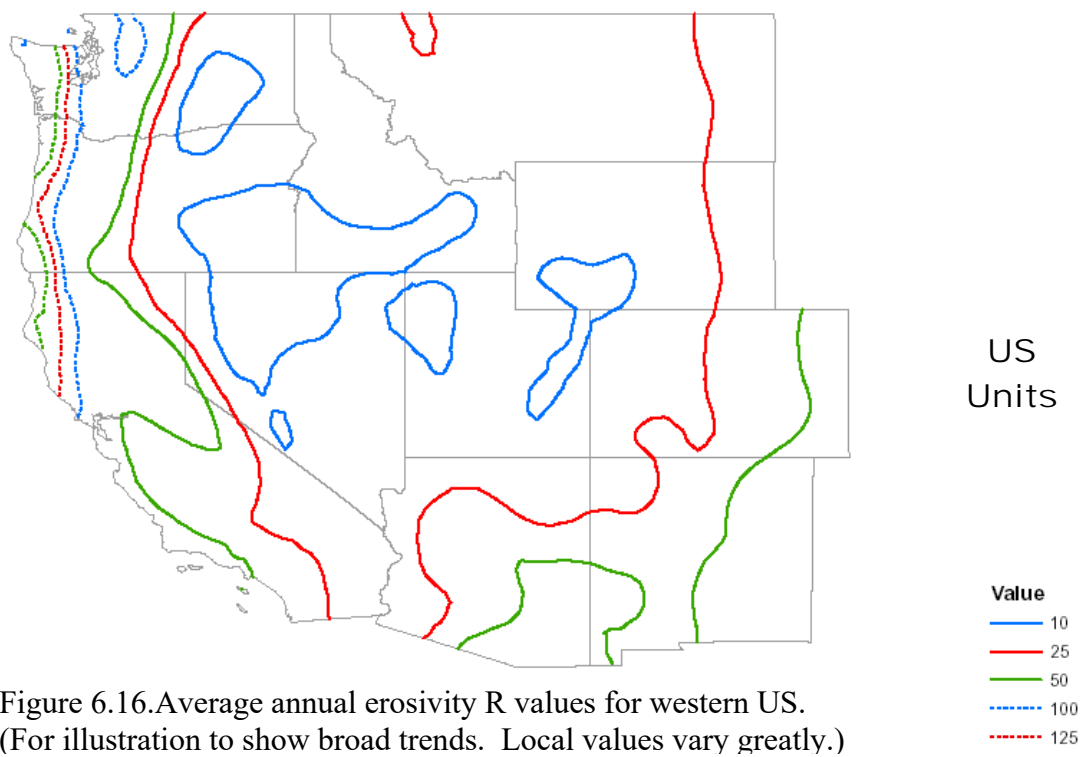 US
Units
Value
10
25
50
100
125
Figure 6.16.Average annual erosivity R values for western US.
(For illustration to show broad trends.  Local values vary greatly.)